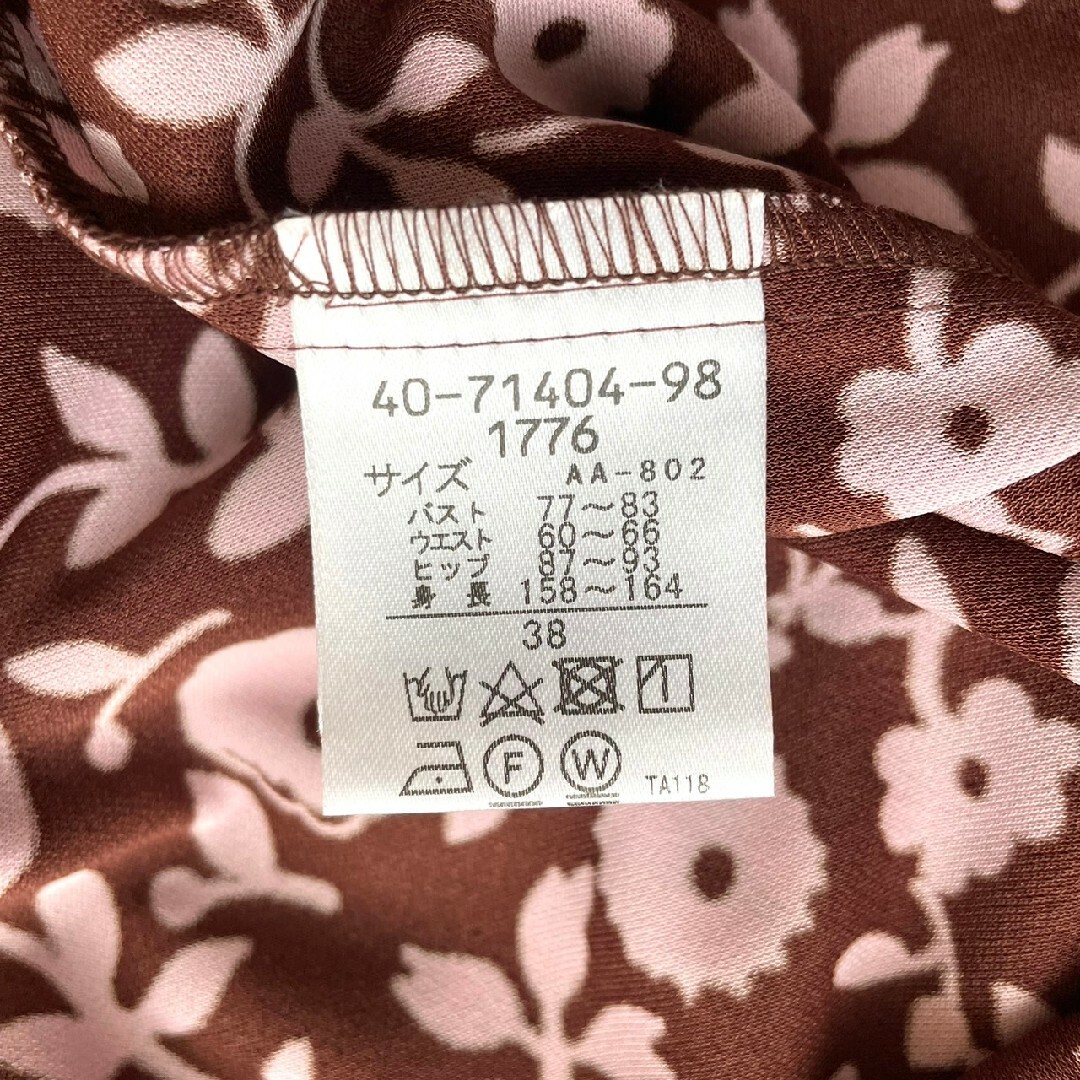 40-71404-98
1776
サイズ AA-802
バスト 77～83
ウエスト 60～66
ヒップ 87～93
身長 158～164
38
F W TA118